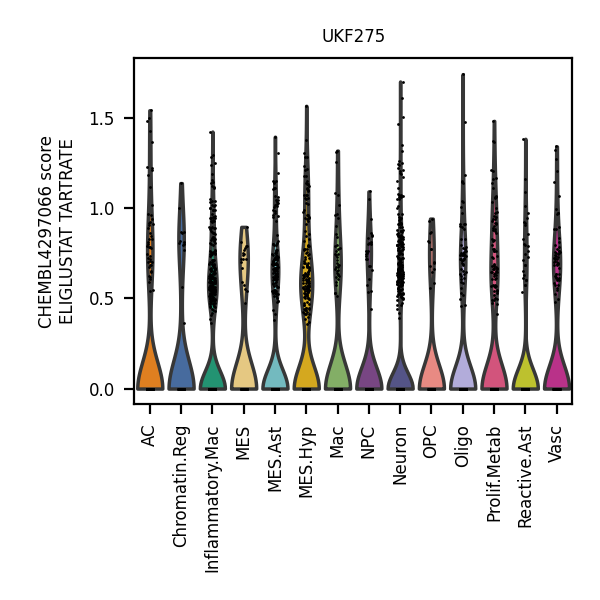 UKF275
CHEMBL4297066 score
ELIGLUSTAT TARTRATE
1.5
1.0
0.5
0.0
AC
Chromatin.Reg
Inflammatory.Mac
MES
MES.Ast
MES.Hyp
Mac
NPC
Neuron
OPC
Oligo
Prolif.Metab
Reactive.Ast
Vasc